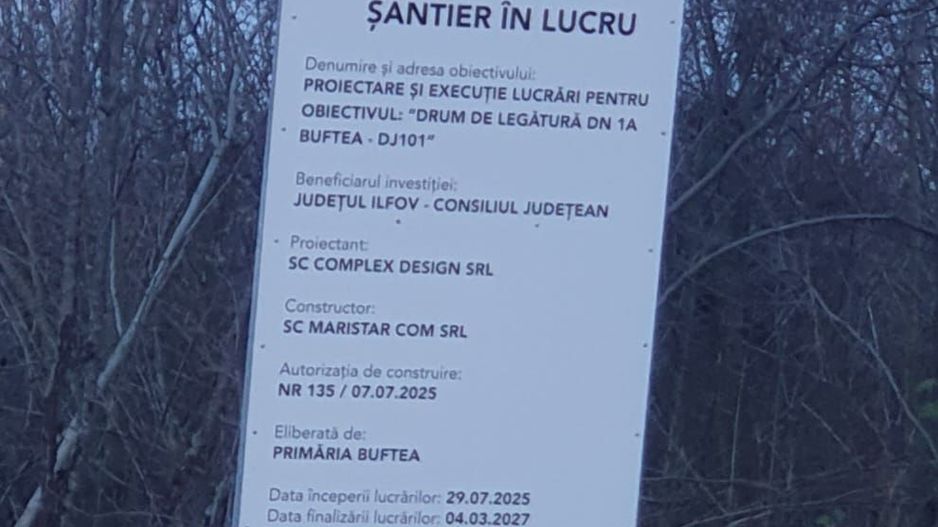 ȘANTIER ÎN LUCRU
Denumire și adresa obiectivului:
PROIECTARE ȘI EXECUȚIE LUCRĂRI PENTRU
OBIECTIVUL: “DRUM DE LEGĂTURĂ DN 1A
BUFTEA - DJ101”
Beneficiarul investiției:
JUDEȚUL ILFOV - CONSILIUL JUDEȚEAN
Proiectant:
SC COMPLEX DESIGN SRL
Constructor:
SC MARISTAR COM SRL
Autorizația de construire:
NR 135 / 07.07.2025
Eliberată de:
PRIMĂRIA BUFTEA
Data începerii lucrărilor: 29.07.2025
Data finalizării lucrărilor: 04.03.2027